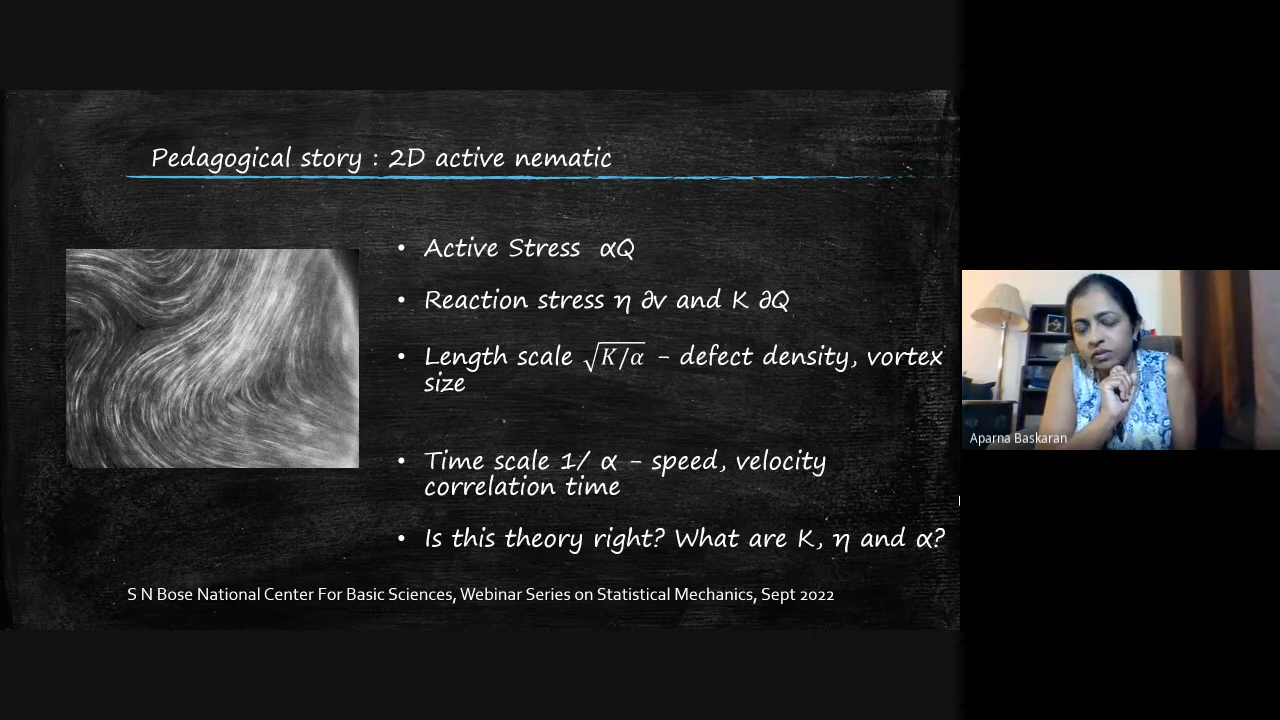 Pedagogical story : 2D active nematic
• Active Stress αQ
• Reaction stress η ∂v and K ∂Q
• Length scale √K/α – defect density, vortex
size
• Time scale 1/ α – speed, velocity
correlation time
• Is this theory right? What are K, η and α?
S N Bose National Center For Basic Sciences, Webinar Series on Statistical Mechanics, Sept 2022
Aparna Baskaran